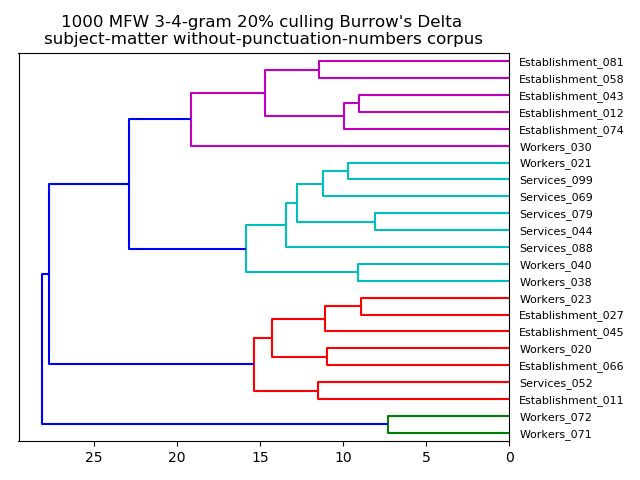 1000 MFW 3-4-gram 20% culling Burrow's Delta
subject-matter without-punctuation-numbers corpus
Establishment_081
Establishment_058
Establishment_043
Establishment_012
Establishment_074
Workers_030
Workers_021
Services_099
Services_069
Services_079
Services_044
Services_088
Workers_040
Workers_038
Workers_023
Establishment_027
Establishment_045
Workers_020
Establishment_066
Services_052
Establishment_011
Workers_072
Workers_071
25 20 15 10 5 0